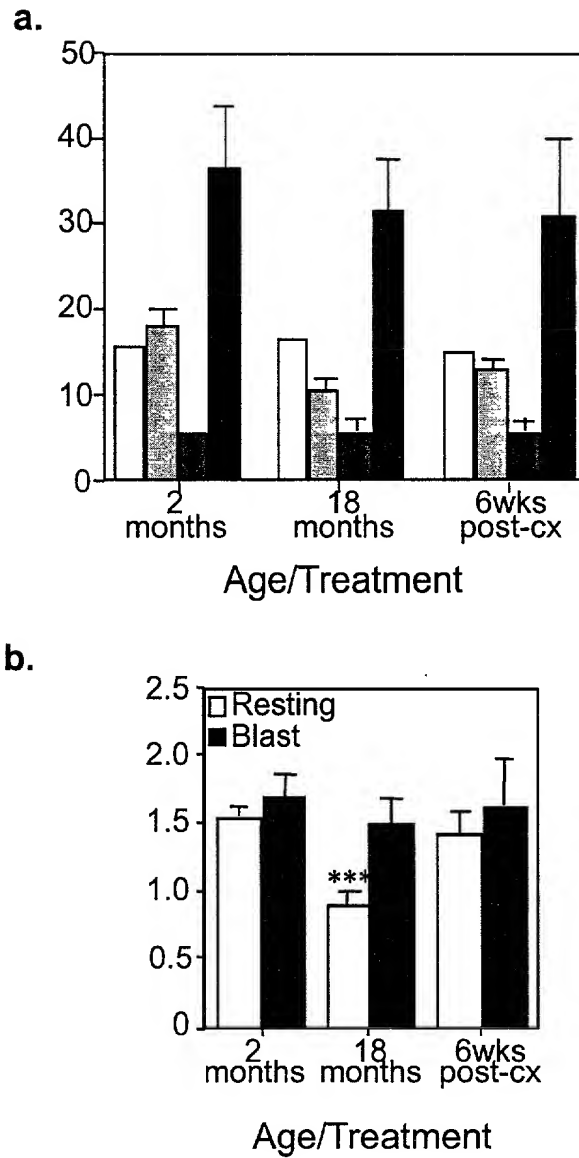 a.
50
40
30
20
10
0
2 months
18 months
6wks post-cx
Age/Treatment
b.
2.5
2.0
1.5
1.0
0.5
0
Resting
Blast
***
2 months
18 months
6wks post-cx
Age/Treatment